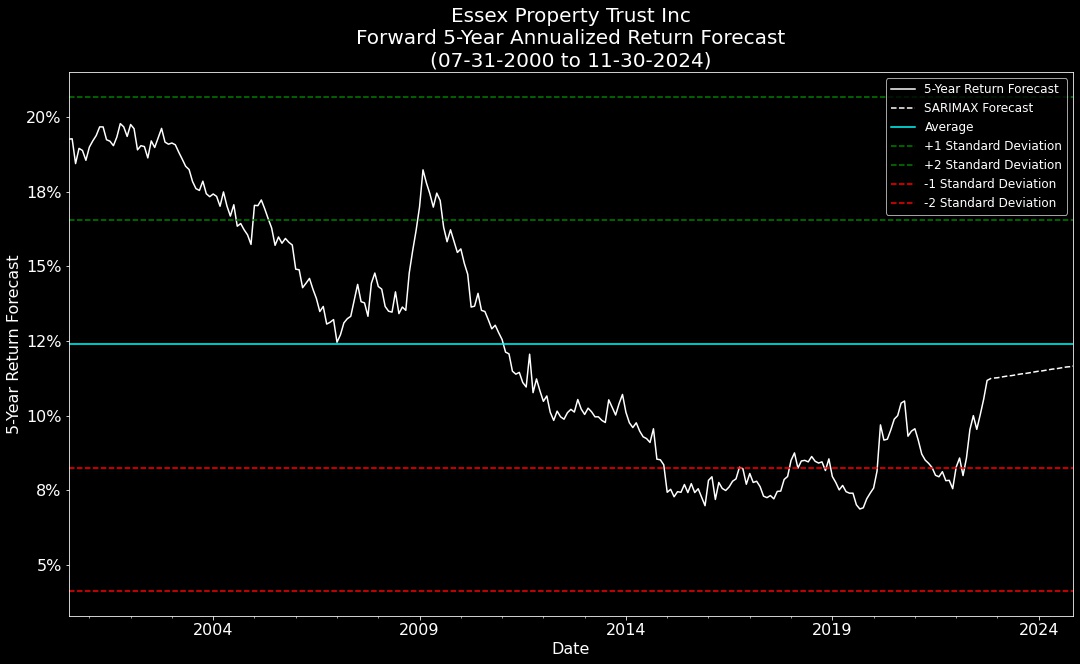 Essex Property Trust Inc
Forward 5-Year Annualized Return Forecast
(07-31-2000 to 11-30-2024)
5-Year Return Forecast
SARIMAX Forecast
Average
+1 Standard Deviation
+2 Standard Deviation
-1 Standard Deviation
-2 Standard Deviation
20%
18%
15%
12%
10%
8%
5%
5-Year Return Forecast
2004
2009
2014
2019
2024
Date